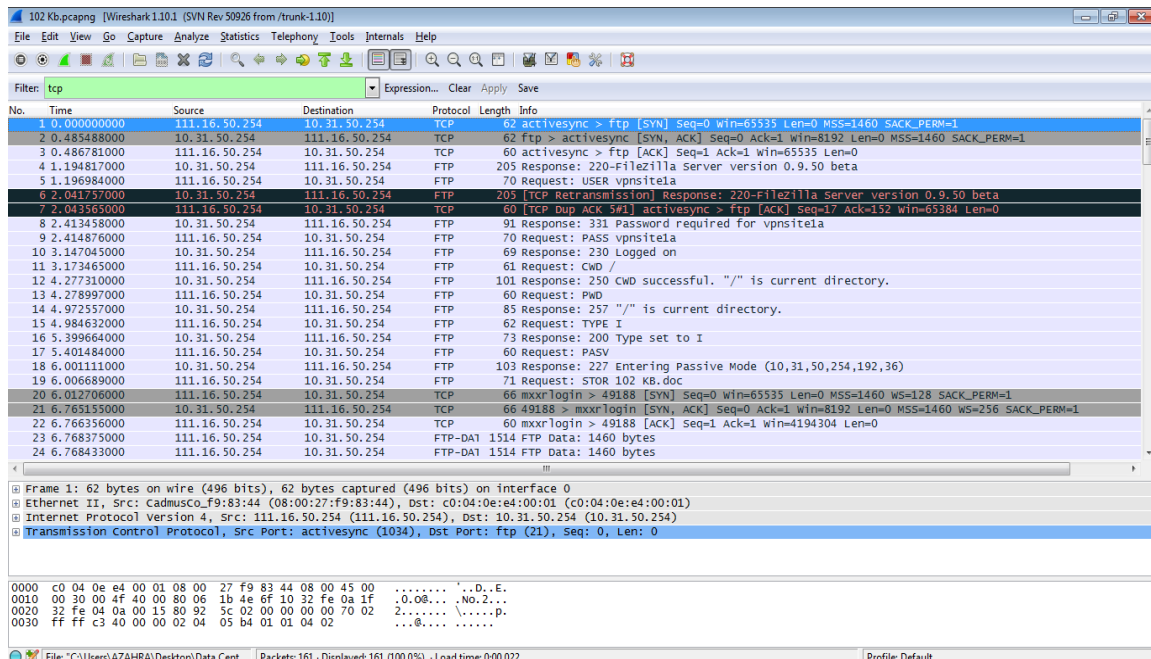 102 Kb.pcapng [Wireshark 1.10.1 (SVN Rev 50926 from /trunk-1.10)]
File Edit View Go Capture Analyze Statistics Telephony Tools Internals Help
Filter: tcp Expression... Clear Apply Save
No. Time Source Destination Protocol Length Info
1 0.000000000 111.16.50.254 10.31.50.254 TCP 62 activesync > ftp [SYN] Seq=0 Win=65535 Len=0 MSS=1460 SACK_PERM=1
2 0.485488000 10.31.50.254 111.16.50.254 TCP 62 ftp > activesync [SYN, ACK] Seq=0 Ack=1 Win=8192 Len=0 MSS=1460 SACK_PERM=1
3 0.486781000 111.16.50.254 10.31.50.254 TCP 60 activesync > ftp [ACK] Seq=1 Ack=1 Win=65535 Len=0
4 1.194817000 10.31.50.254 111.16.50.254 FTP 205 Response: 220-FileZilla Server version 0.9.50 beta
5 1.196984000 111.16.50.254 10.31.50.254 FTP 70 Request: USER vpnsite1a
6 2.041757000 10.31.50.254 111.16.50.254 FTP 205 [TCP Retransmission] Response: 220-FileZilla Server version 0.9.50 beta
7 2.043565000 111.16.50.254 10.31.50.254 TCP 60 [TCP Dup ACK 5#1] activesync > ftp [ACK] Seq=17 Ack=152 Win=65384 Len=0
8 2.413458000 10.31.50.254 111.16.50.254 FTP 91 Response: 331 Password required for vpnsite1a
9 2.414876000 111.16.50.254 10.31.50.254 FTP 70 Request: PASS vpnsite1a
10 3.147045000 10.31.50.254 111.16.50.254 FTP 69 Response: 230 Logged on
11 3.173465000 111.16.50.254 10.31.50.254 FTP 61 Request: CWD /
12 4.277310000 10.31.50.254 111.16.50.254 FTP 101 Response: 250 CWD successful. "/" is current directory.
13 4.278997000 111.16.50.254 10.31.50.254 FTP 60 Request: PWD
14 4.972557000 10.31.50.254 111.16.50.254 FTP 85 Response: 257 "/" is current directory.
15 4.984632000 111.16.50.254 10.31.50.254 FTP 62 Request: TYPE I
16 5.399664000 10.31.50.254 111.16.50.254 FTP 73 Response: 200 Type set to I
17 5.401484000 111.16.50.254 10.31.50.254 FTP 60 Request: PASV
18 6.001111000 10.31.50.254 111.16.50.254 FTP 103 Response: 227 Entering Passive Mode (10,31,50,254,192,36)
19 6.006689000 111.16.50.254 10.31.50.254 FTP 71 Request: STOR 102 KB.doc
20 6.012706000 111.16.50.254 10.31.50.254 TCP 66 mxxrlogin > 49188 [SYN] Seq=0 Win=65535 Len=0 MSS=1460 WS=128 SACK_PERM=1
21 6.765155000 10.31.50.254 111.16.50.254 TCP 66 49188 > mxxrlogin [SYN, ACK] Seq=0 Ack=1 Win=8192 Len=0 MSS=1460 WS=256 SACK_PERM=1
22 6.766356000 111.16.50.254 10.31.50.254 TCP 60 mxxrlogin > 49188 [ACK] Seq=1 Ack=1 Win=4194304 Len=0
23 6.768375000 111.16.50.254 10.31.50.254 FTP-DAT 1514 FTP Data: 1460 bytes
24 6.768433000 111.16.50.254 10.31.50.254 FTP-DAT 1514 FTP Data: 1460 bytes
Frame 1: 62 bytes on wire (496 bits), 62 bytes captured (496 bits) on interface 0
Ethernet II, Src: CadmusCo_f9:83:44 (08:00:27:f9:83:44), Dst: c0:04:0e:e4:00:01 (c0:04:0e:e4:00:01)
Internet Protocol Version 4, Src: 111.16.50.254 (111.16.50.254), Dst: 10.31.50.254 (10.31.50.254)
Transmission Control Protocol, Src Port: activesync (1034), Dst Port: ftp (21), Seq: 0, Len: 0
0000 c0 04 0e e4 00 01 08 00 27 f9 83 44 08 00 45 00 ........ '..D..E.
0010 00 30 00 4f 40 00 80 06 1b 4e 6f 10 32 fe 0a 1f .0.O@... .No.2...
0020 32 fe 04 0a 00 15 80 92 5c 02 00 00 00 00 70 02 2....... \.....p.
0030 ff ff c3 40 00 00 02 04 05 b4 01 01 04 02 ...@.... ......
File: "C:\Users\AZAHRA\Desktop\Data Cent... Packets: 161 · Displayed: 161 (100.0%) · Load time: 0:00.022 Profile: Default